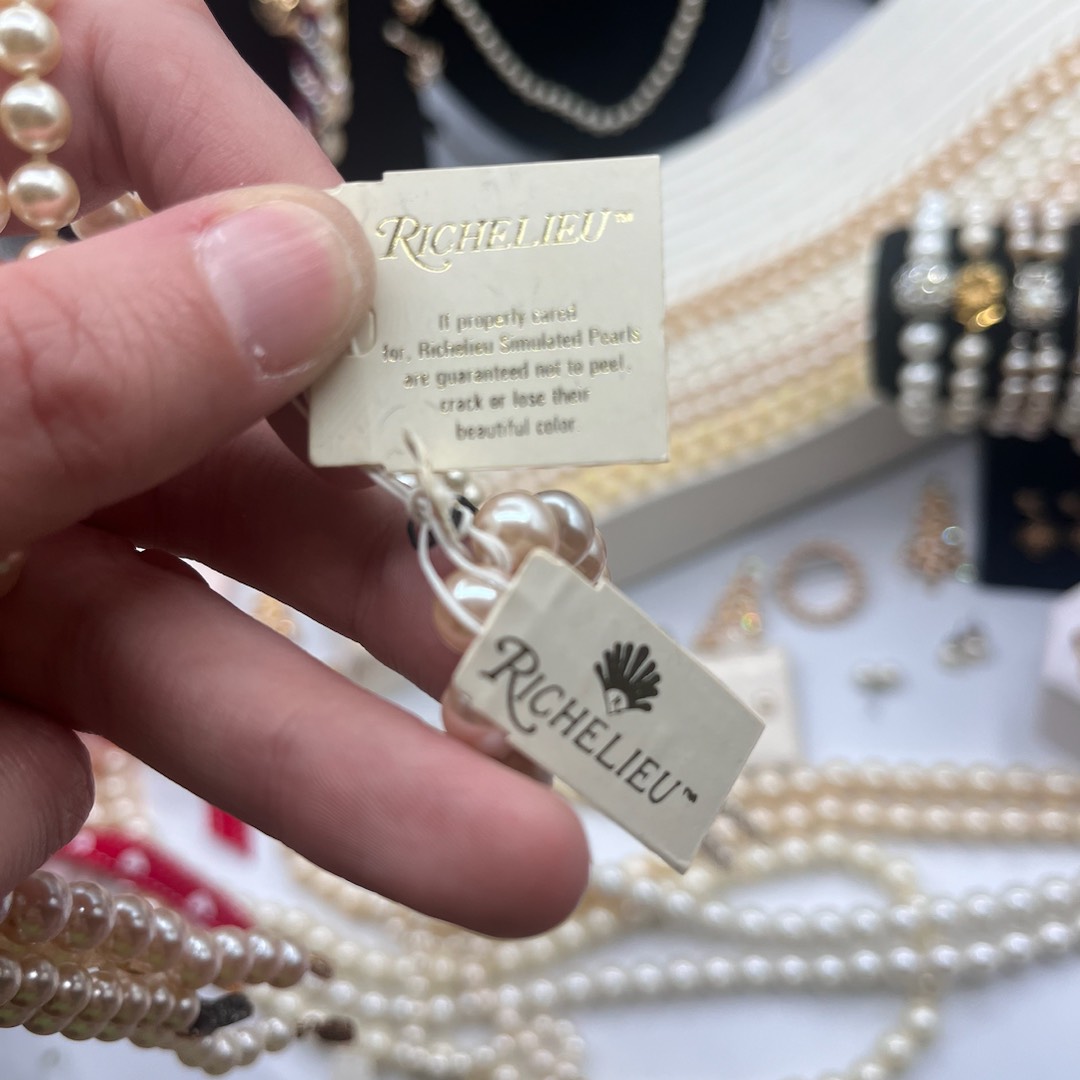 RICHELIEU™
If properly cared
for, Richelieu Simulated Pearls
are guaranteed not to peel,
crack or lose their
beautiful color
RICHELIEU™